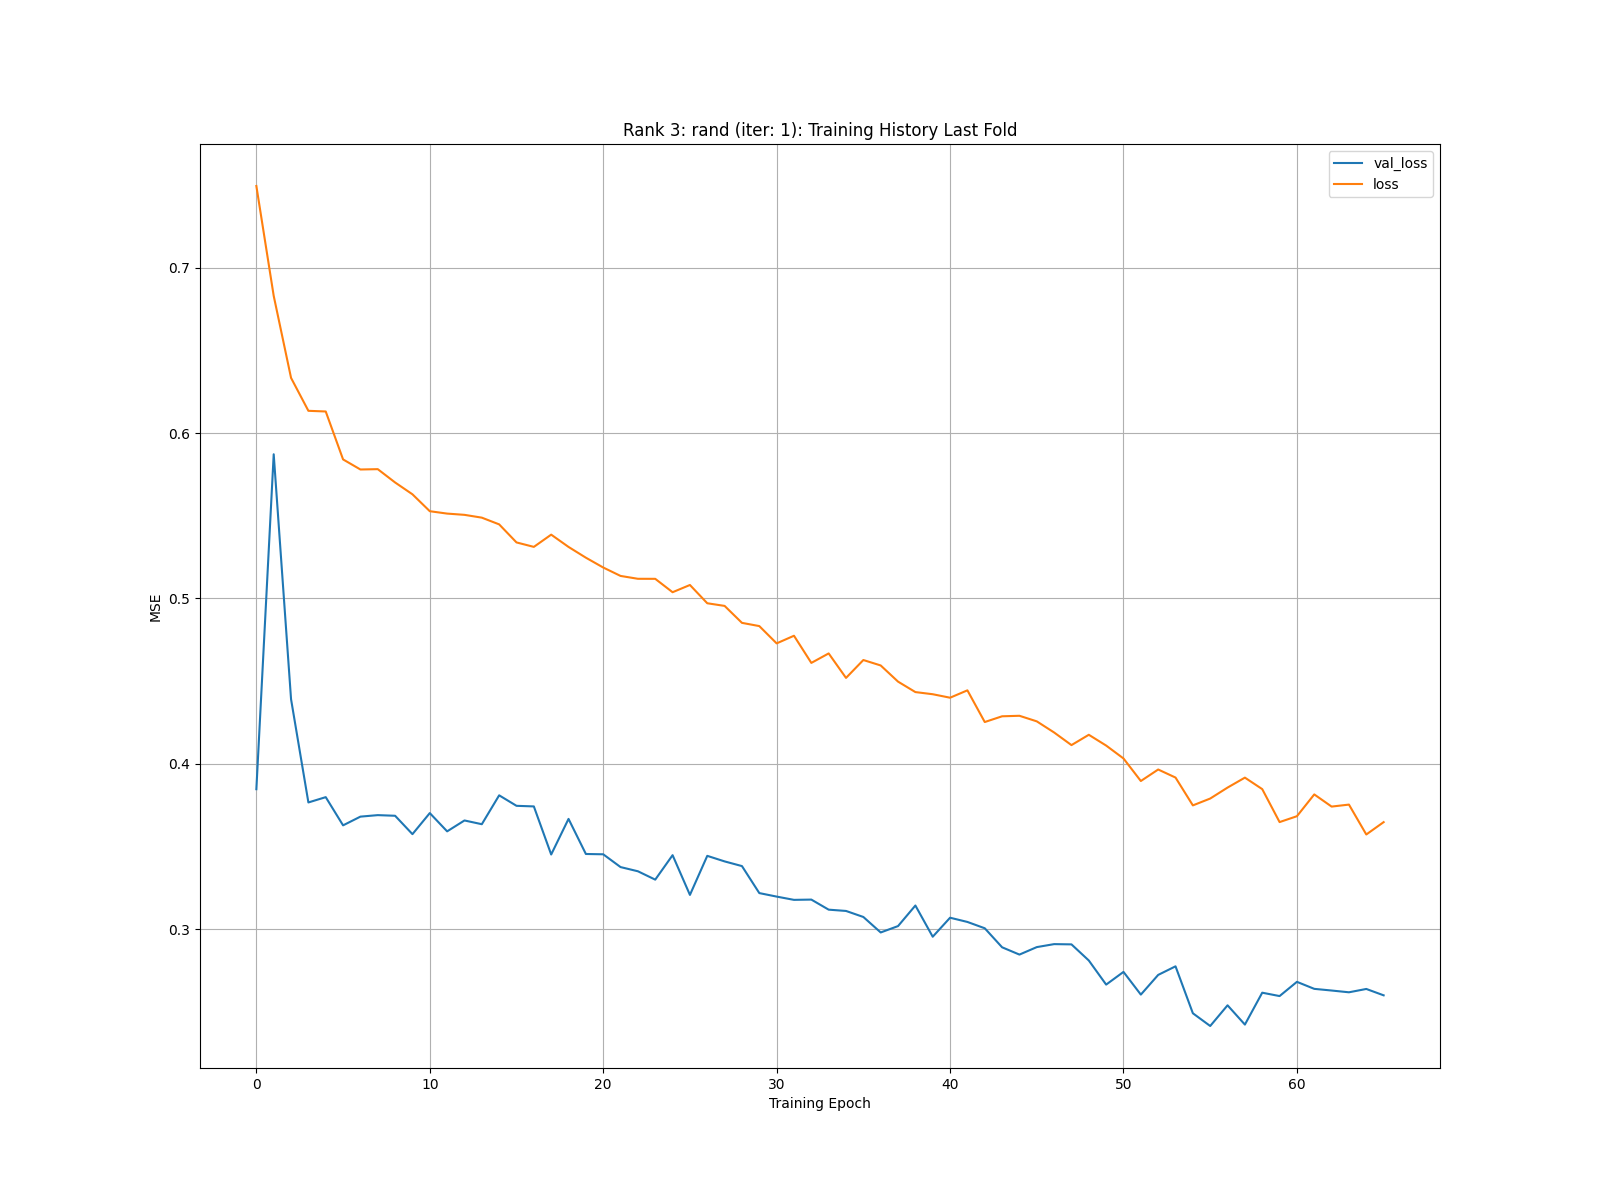 Rank 3: rand (iter: 1): Training History Last Fold
val_loss
loss
0.7
0.6
0.5
0.4
0.3
MSE
0 10 20 30 40 50 60
Training Epoch